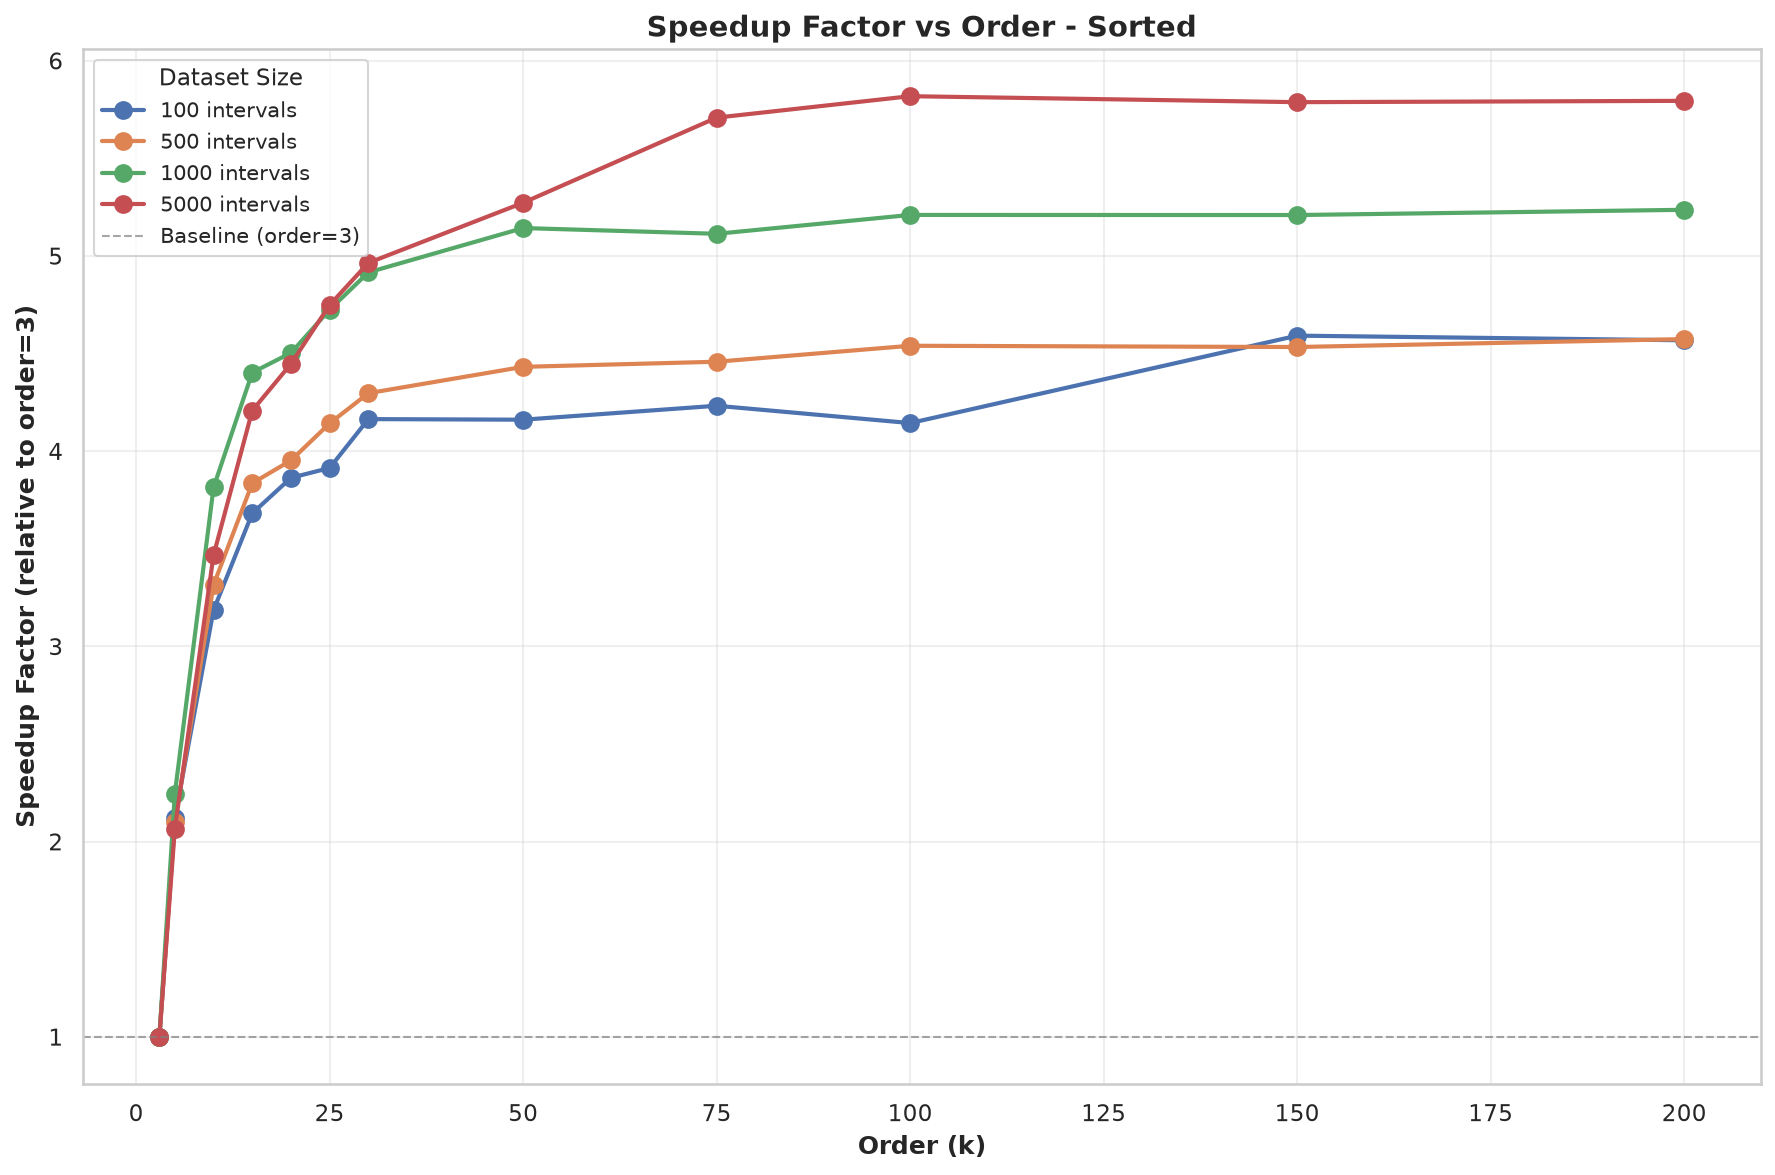 Speedup Factor vs Order - Sorted
Dataset Size
100 intervals
500 intervals
1000 intervals
5000 intervals
Baseline (order=3)
Speedup Factor (relative to order=3)
6
5
4
3
2
1
0 25 50 75 100 125 150 175 200
Order (k)